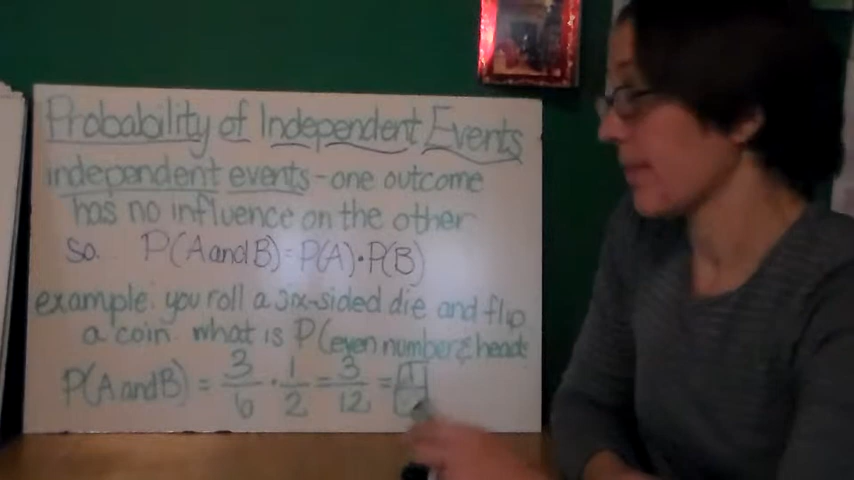 Probability of Independent Events
independent events - one outcome
has no influence on the other
so... P(A and B) = P(A) · P(B)
example: you roll a six-sided die and flip
a coin. what is P(even number & heads
P(A and B) = 3/6 · 1/2 = 3/12 = 1/